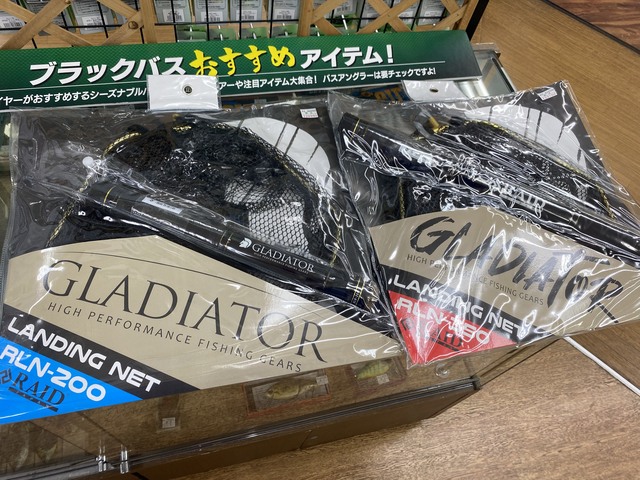 ブラックバスおすすめアイテム!
イヤーがおすすめするシーズナブル
アーや注目アイテム大集合! バスアングラーは要チェックですよ!
GLADIATOR
GLADIATOR
HIGH PERFORMANCE FISHING GEARS
LANDING NET
RLN-200
RAID
JAPAN
GLADIATOR
HIGH PERFORMANCE FISHING GEARS
LANDING NET
RAID